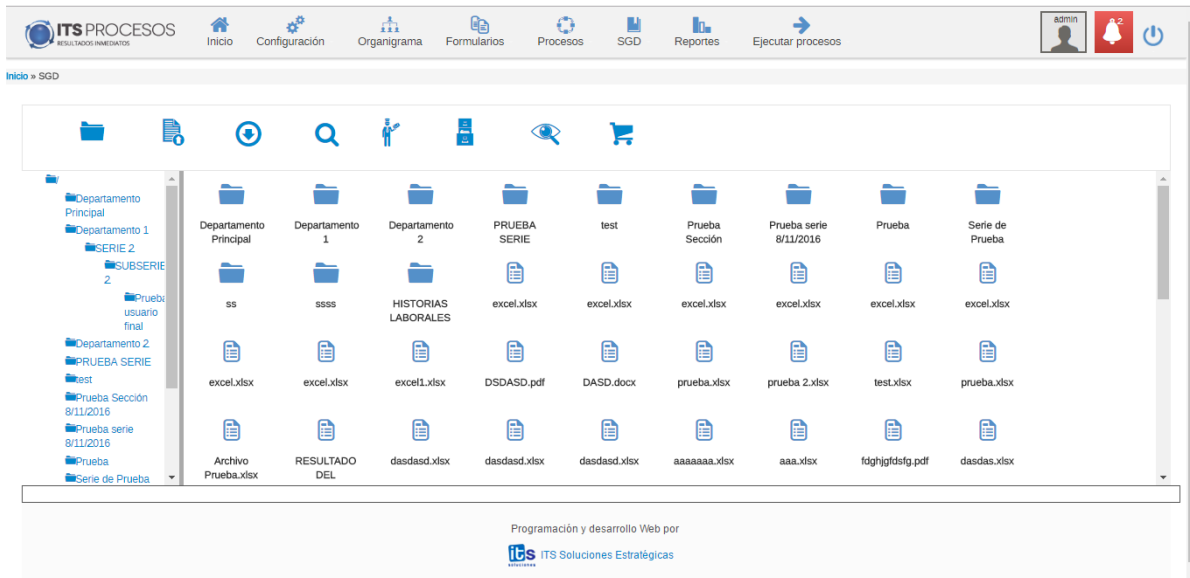 ITS PROCESOS
RESULTADOS INMEDIATOS
Inicio
Configuración
Organigrama
Formularios
Procesos
SGD
Reportes
Ejecutar procesos
admin
2
Inicio » SGD
/
Departamento
Principal
Departamento 1
SERIE 2
SUBSERIE
2
Prueba
usuario
final
Departamento 2
PRUEBA SERIE
test
Prueba Sección
8/11/2016
Prueba serie
8/11/2016
Prueba
Serie de Prueba
Departamento
Principal
Departamento
1
Departamento
2
PRUEBA
SERIE
test
Prueba
Sección
Prueba serie
8/11/2016
Prueba
Serie de
Prueba
ss
ssss
HISTORIAS
LABORALES
excel.xlsx
excel.xlsx
excel.xlsx
excel.xlsx
excel.xlsx
excel.xlsx
excel.xlsx
excel.xlsx
excel1.xlsx
DSDASD.pdf
DASD.docx
prueba.xlsx
prueba 2.xlsx
test.xlsx
prueba.xlsx
Archivo
Prueba.xlsx
RESULTADO
DEL
dasdasd.xlsx
dasdasd.xlsx
dasdasd.xlsx
aaaaaaa.xlsx
aaa.xlsx
fdghjgfdsfg.pdf
dasdas.xlsx
Programación y desarrollo Web por
its
soluciones
ITS Soluciones Estratégicas